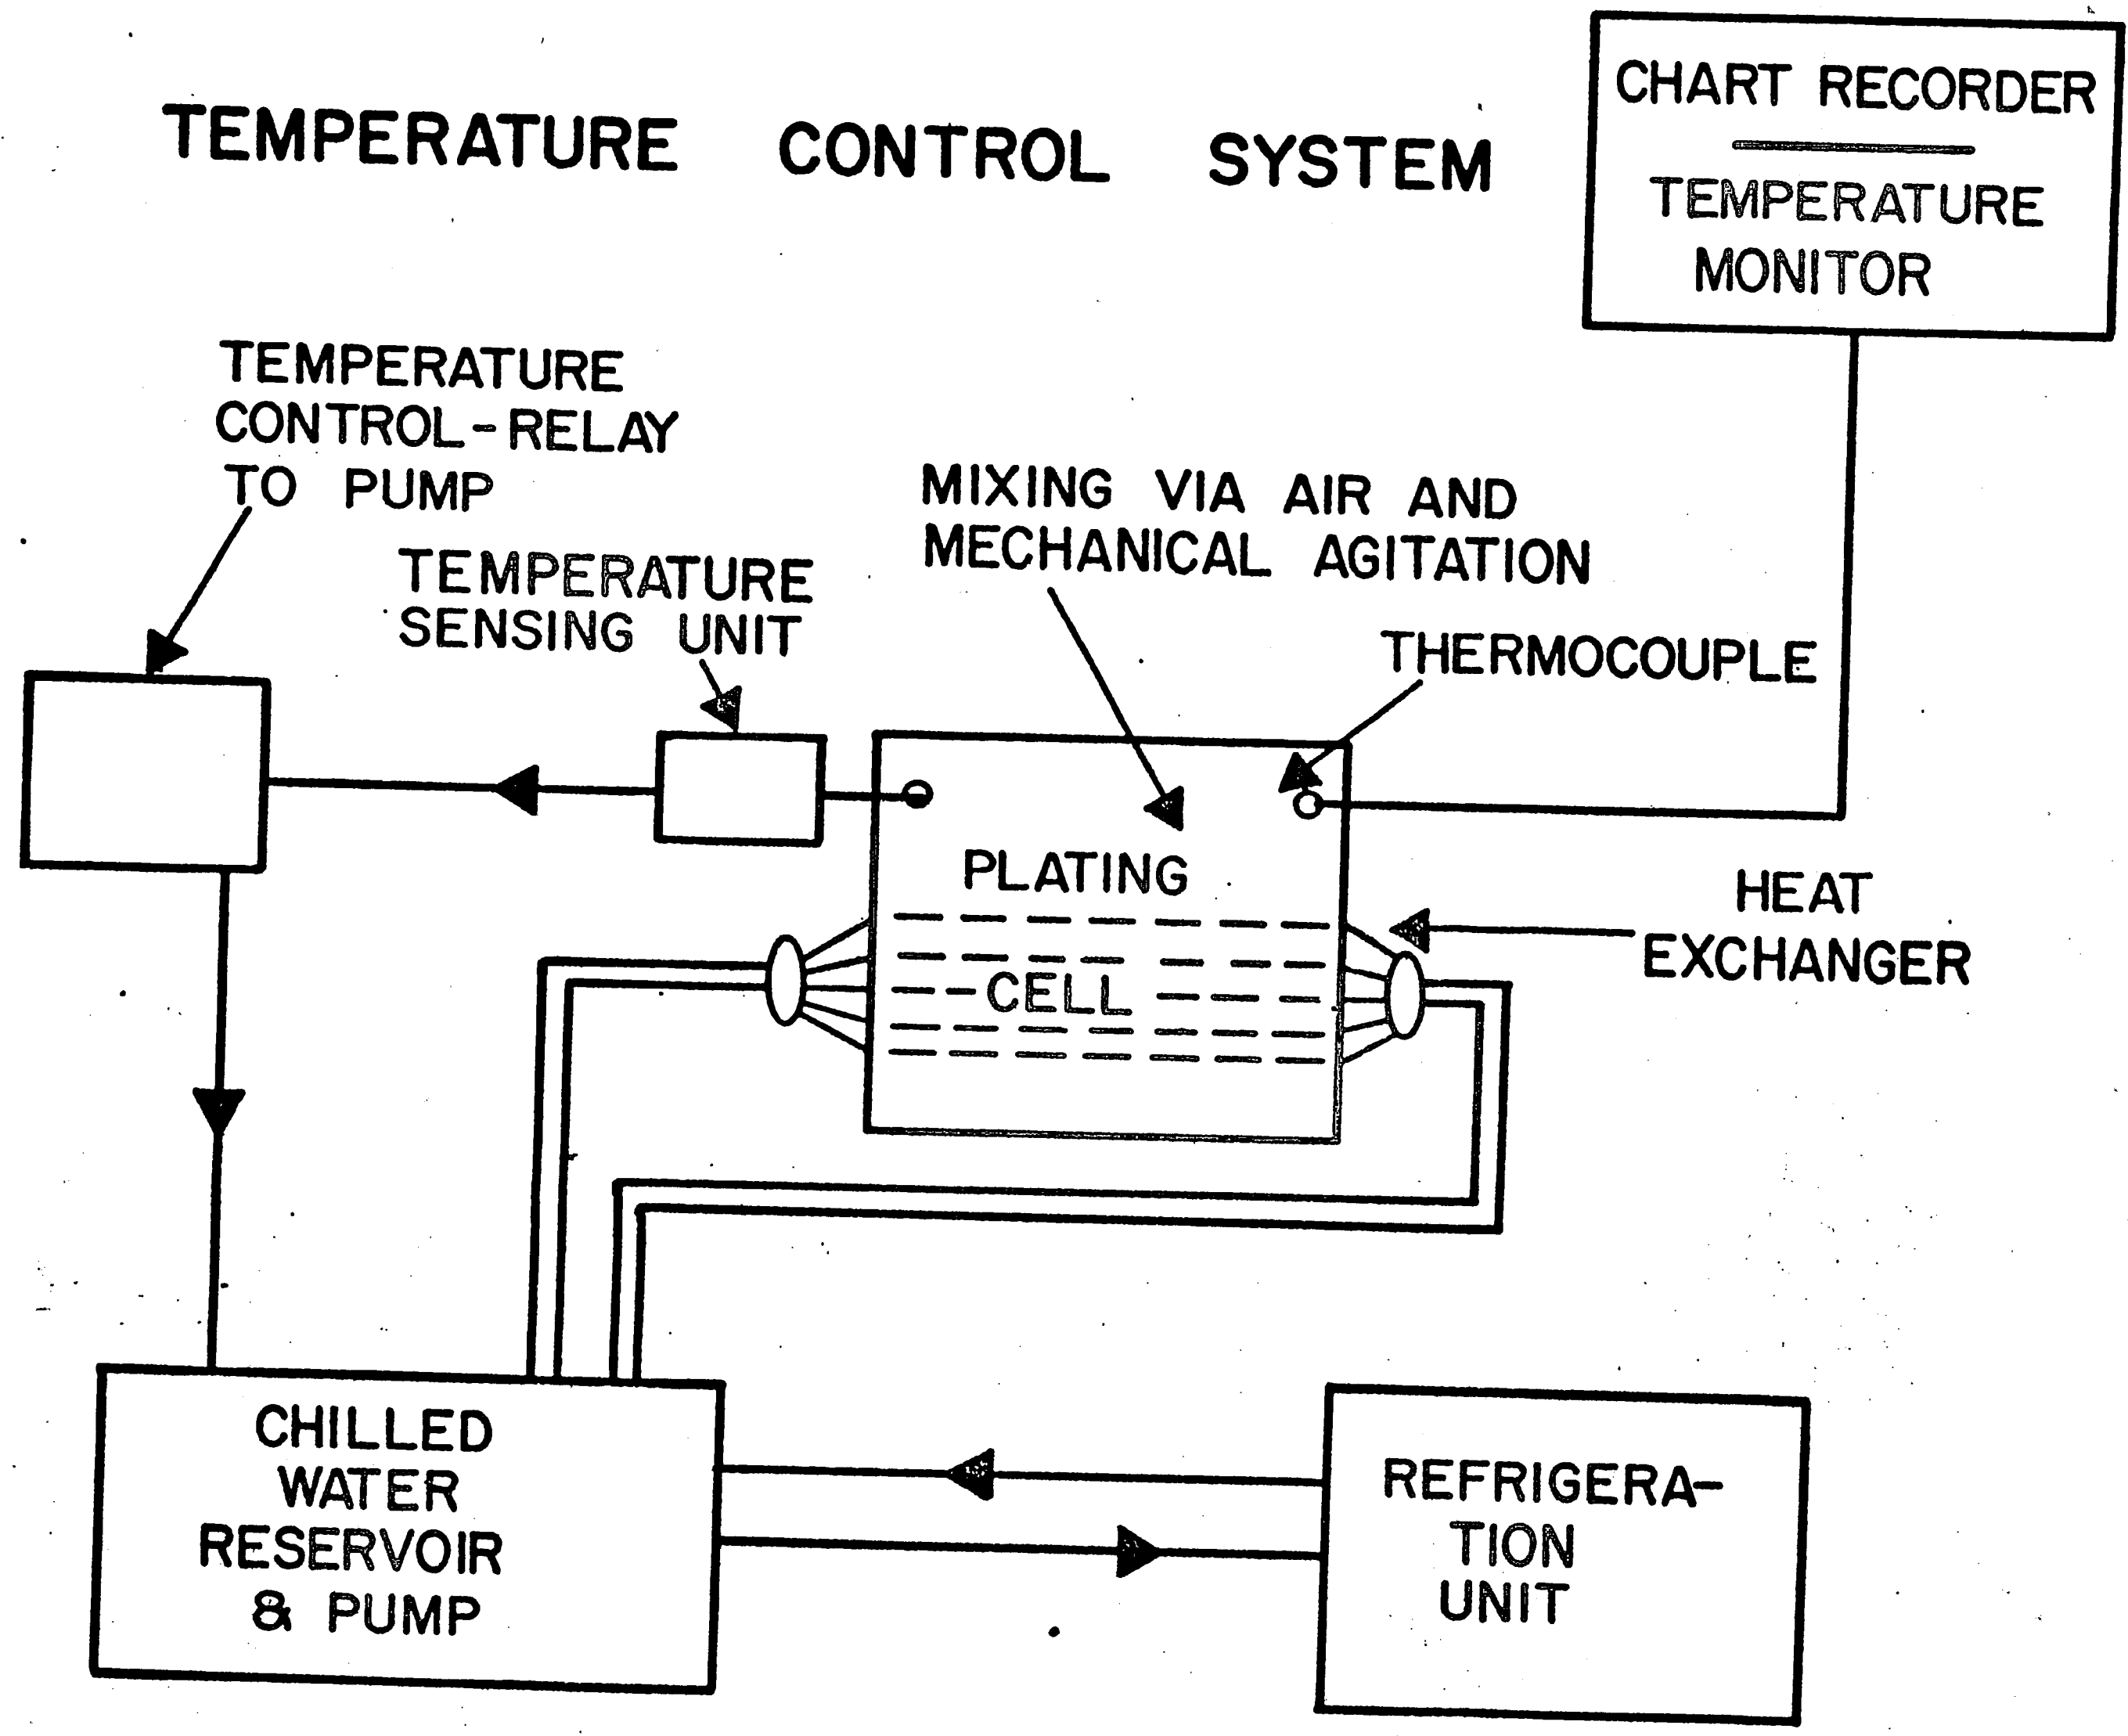 TEMPERATURE CONTROL SYSTEM
CHART RECORDER
TEMPERATURE
MONITOR
TEMPERATURE
CONTROL-RELAY
TO PUMP
TEMPERATURE
SENSING UNIT
MIXING VIA AIR AND
MECHANICAL AGITATION
THERMOCOUPLE
PLATING
CELL
HEAT
EXCHANGER
CHILLED
WATER
RESERVOIR
& PUMP
REFRIGERA-
TION
UNIT